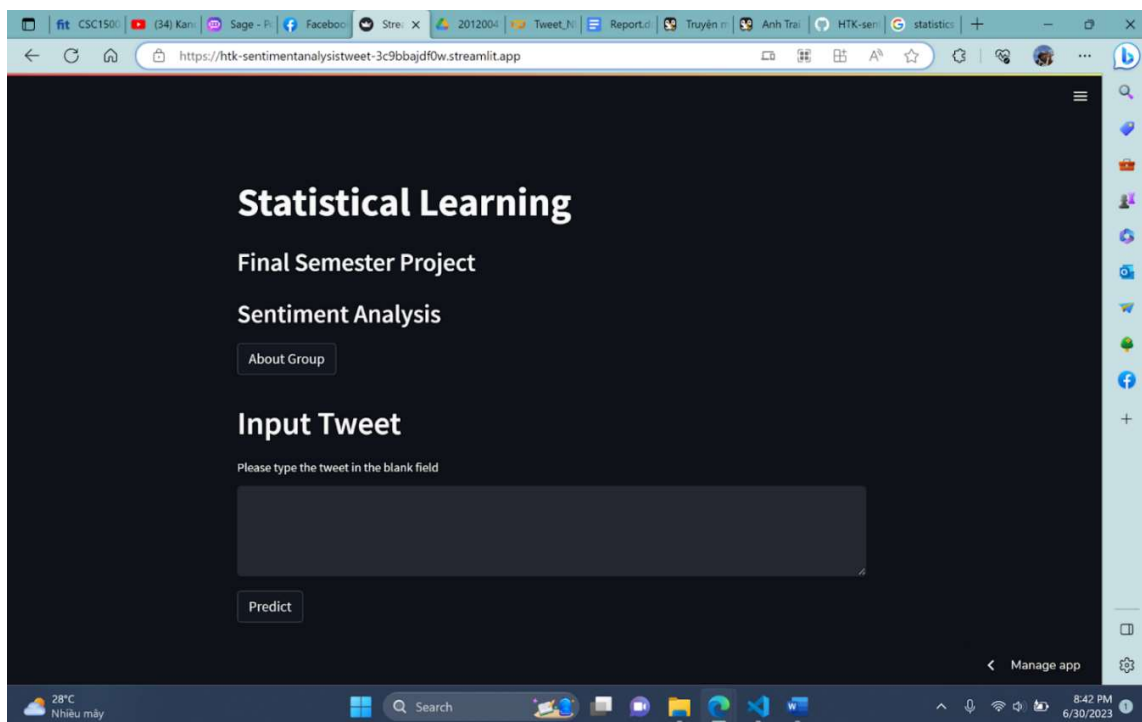 fit CSC1500
(34) Kan
Sage - P
Faceboo
Stre
2012004
Tweet_N
Report.d
Truyện m
Anh Trai
HTK-sen
statistics
https://htk-sentimentanalysistweet-3c9bbajdf0w.streamlit.app
Statistical Learning
Final Semester Project
Sentiment Analysis
About Group
Input Tweet
Please type the tweet in the blank field
Predict
Manage app
28°C
Nhiều mây
Search
8:42 PM
6/30/2023